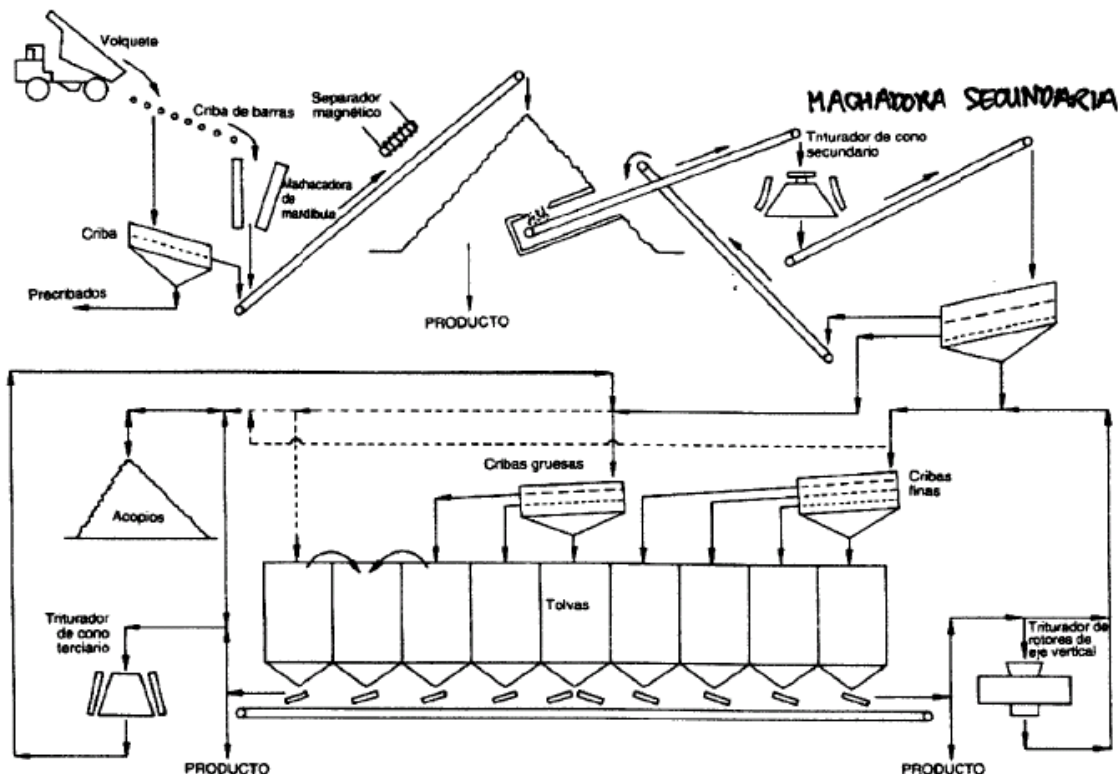 Volquete
Criba de barras
Separador
magnético
MACHADORA SECUNDARIA
Triturador de cono
secundario
Machacadora
de
mardíbula
Criba
Precribados
PRODUCTO
Cribas gruesas
Cribas
finas
Acopios
Tolvas
Triturador
de cono
terciario
Triturador de
rotores de
eje vertical
PRODUCTO
PRODUCTO